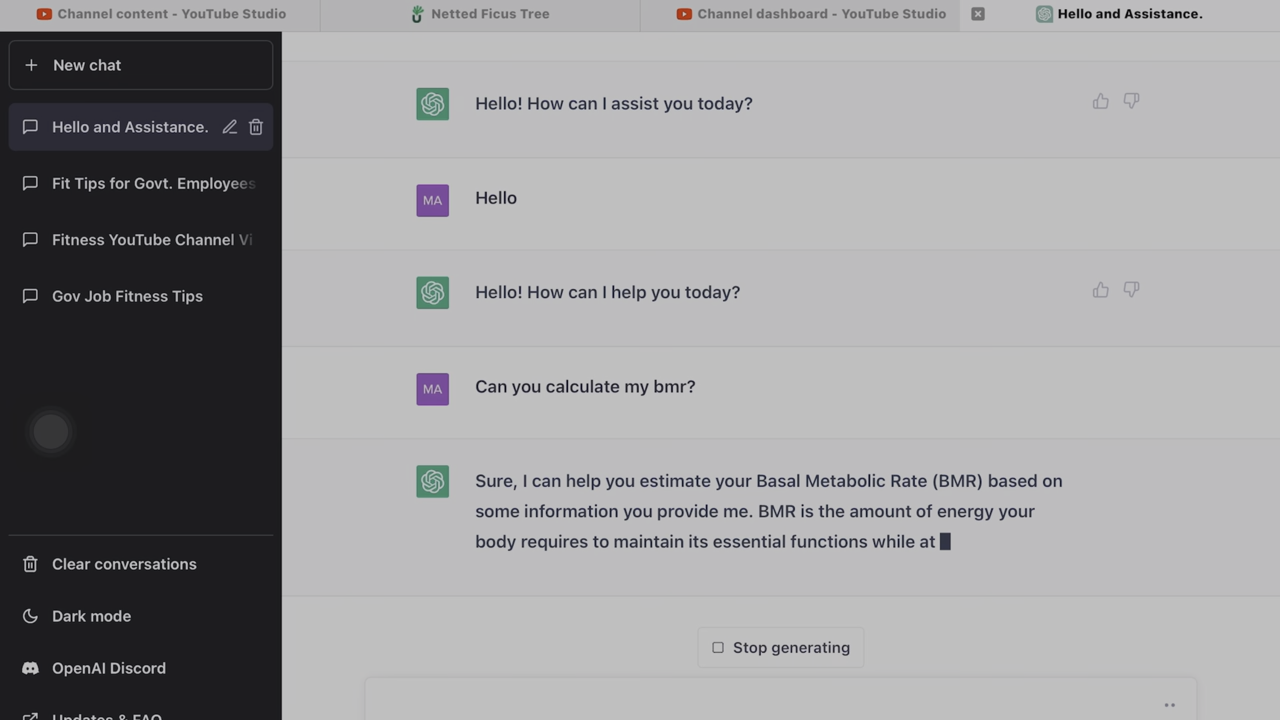 Channel content - YouTube Studio
Netted Ficus Tree
Channel dashboard - YouTube Studio
Hello and Assistance.
New chat
Hello and Assistance.
Fit Tips for Govt. Employees
Fitness YouTube Channel Vi
Gov Job Fitness Tips
Clear conversations
Dark mode
OpenAI Discord
Updates & FAQ
Hello! How can I assist you today?
MA
Hello
Hello! How can I help you today?
MA
Can you calculate my bmr?
Sure, I can help you estimate your Basal Metabolic Rate (BMR) based on
some information you provide me. BMR is the amount of energy your
body requires to maintain its essential functions while at
Stop generating